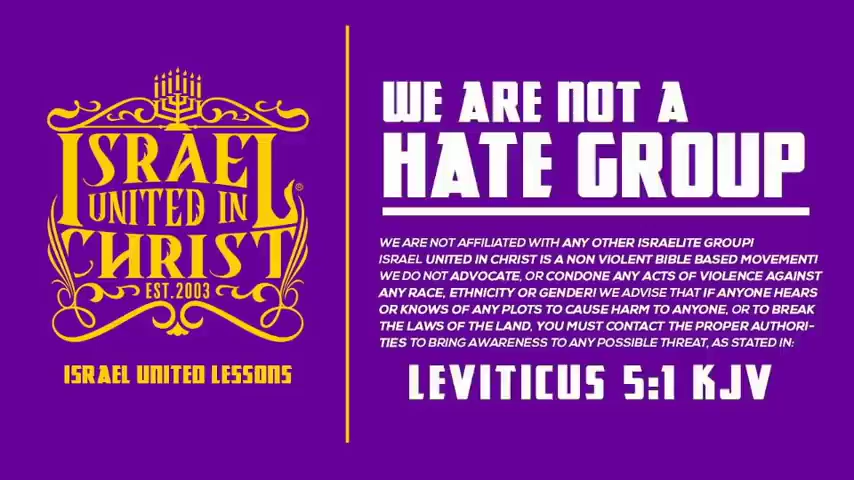 ISRAEL
UNITED IN
CHRIST
EST.2003
ISRAEL UNITED LESSONS
WE ARE NOT A
HATE GROUP
WE ARE NOT AFFILIATED WITH ANY OTHER ISRAELITE GROUP!
ISRAEL UNITED IN CHRIST IS A NON VIOLENT BIBLE BASED MOVEMENT!
WE DO NOT ADVOCATE, OR CONDONE ANY ACTS OF VIOLENCE AGAINST
ANY RACE, ETHNICITY OR GENDER! WE ADVISE THAT IF ANYONE HEARS
OR KNOWS OF ANY PLOTS TO CAUSE HARM TO ANYONE, OR TO BREAK
THE LAWS OF THE LAND, YOU MUST CONTACT THE PROPER AUTHORI-
TIES TO BRING AWARENESS TO ANY POSSIBLE THREAT, AS STATED IN:
LEVITICUS 5:1 KJV